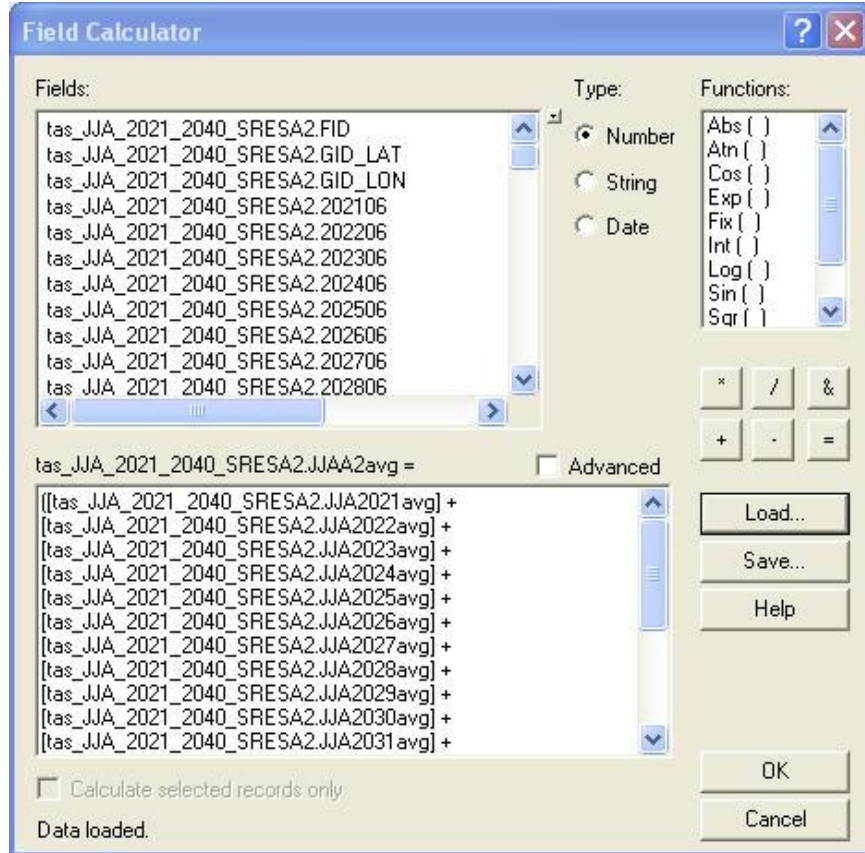 Field Calculator
Fields:
tas_JJA_2021_2040_SRESA2.FID
tas_JJA_2021_2040_SRESA2.GID_LAT
tas_JJA_2021_2040_SRESA2.GID_LON
tas_JJA_2021_2040_SRESA2.202106
tas_JJA_2021_2040_SRESA2.202206
tas_JJA_2021_2040_SRESA2.202306
tas_JJA_2021_2040_SRESA2.202406
tas_JJA_2021_2040_SRESA2.202506
tas_JJA_2021_2040_SRESA2.202606
tas_JJA_2021_2040_SRESA2.202706
tas_JJA_2021_2040_SRESA2.202806
Type:
Number
String
Date
Functions:
Abs ( )
Atn ( )
Cos ( )
Exp ( )
Fix ( )
Int ( )
Log ( )
Sin ( )
Sqr ( )
* / &
+ - =
tas_JJA_2021_2040_SRESA2.JJAA2avg =
Advanced
([tas_JJA_2021_2040_SRESA2.JJA2021avg] +
[tas_JJA_2021_2040_SRESA2.JJA2022avg] +
[tas_JJA_2021_2040_SRESA2.JJA2023avg] +
[tas_JJA_2021_2040_SRESA2.JJA2024avg] +
[tas_JJA_2021_2040_SRESA2.JJA2025avg] +
[tas_JJA_2021_2040_SRESA2.JJA2026avg] +
[tas_JJA_2021_2040_SRESA2.JJA2027avg] +
[tas_JJA_2021_2040_SRESA2.JJA2028avg] +
[tas_JJA_2021_2040_SRESA2.JJA2029avg] +
[tas_JJA_2021_2040_SRESA2.JJA2030avg] +
[tas_JJA_2021_2040_SRESA2.JJA2031avg] +
Load...
Save...
Help
Calculate selected records only
Data loaded.
OK
Cancel